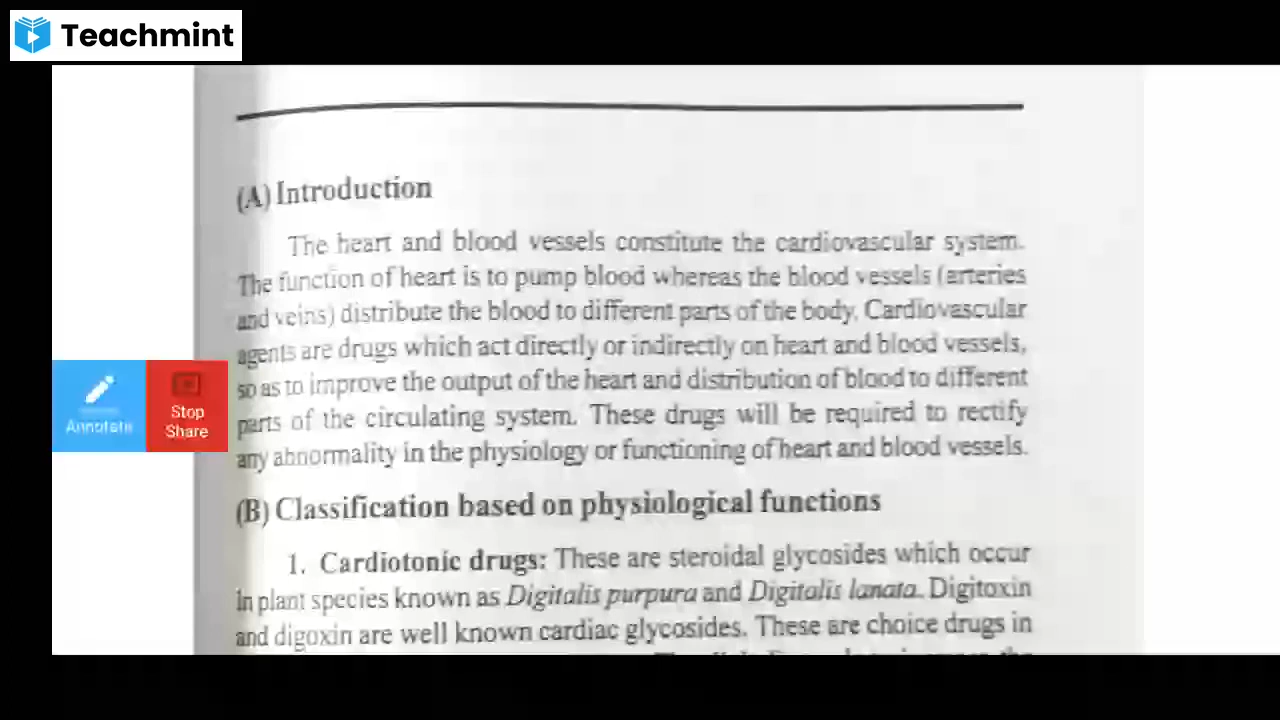 Teachmint
(A) Introduction
The heart and blood vessels constitute the cardiovascular system.
The function of heart is to pump blood whereas the blood vessels (arteries
and veins) distribute the blood to different parts of the body. Cardiovascular
agents are drugs which act directly or indirectly on heart and blood vessels,
so as to improve the output of the heart and distribution of blood to different
parts of the circulating system. These drugs will be required to rectify
any abnormality in the physiology or functioning of heart and blood vessels.
Annotate
Stop
Share
(B) Classification based on physiological functions
1. Cardiotonic drugs: These are steroidal glycosides which occur
in plant species known as Digitalis purpura and Digitalis lanata. Digitoxin
and digoxin are well known cardiac glycosides. These are choice drugs in